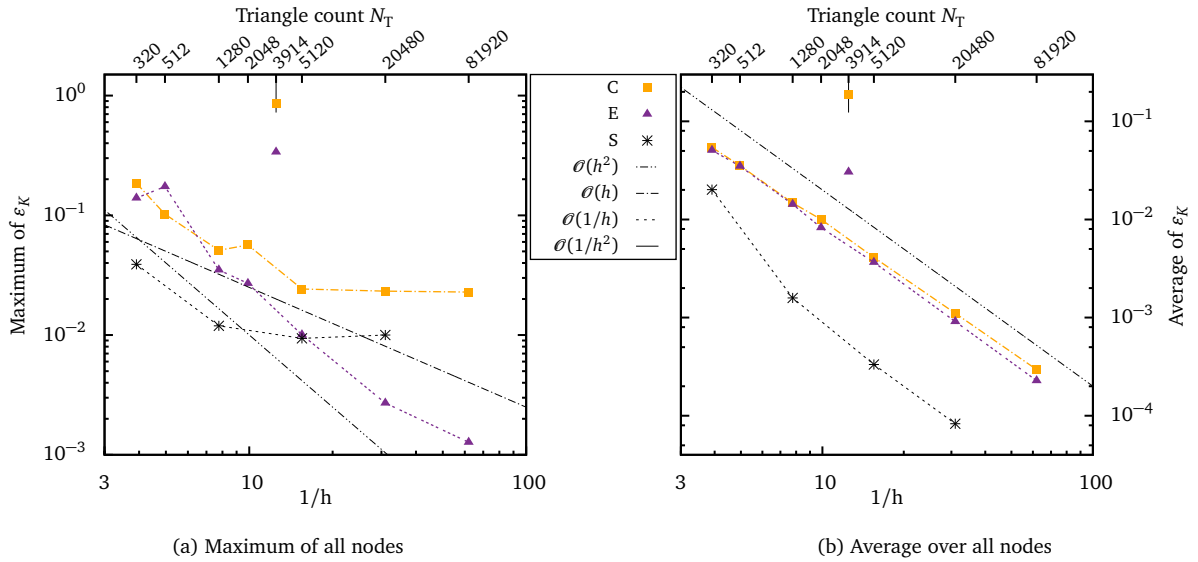 Triangle count N_T
Triangle count N_T
320 512 1280 2048 3914 5120 20480 81920
320 512 1280 2048 3914 5120 20480 81920
10^0
10^{-1}
10^{-2}
10^{-3}
Maximum of ε_K
C
E
S
𝒪(h^2)
𝒪(h)
𝒪(1/h)
𝒪(1/h^2)
10^{-1}
10^{-2}
10^{-3}
10^{-4}
Average of ε_K
3 10 100
3 10 100
1/h
1/h
(a) Maximum of all nodes
(b) Average over all nodes